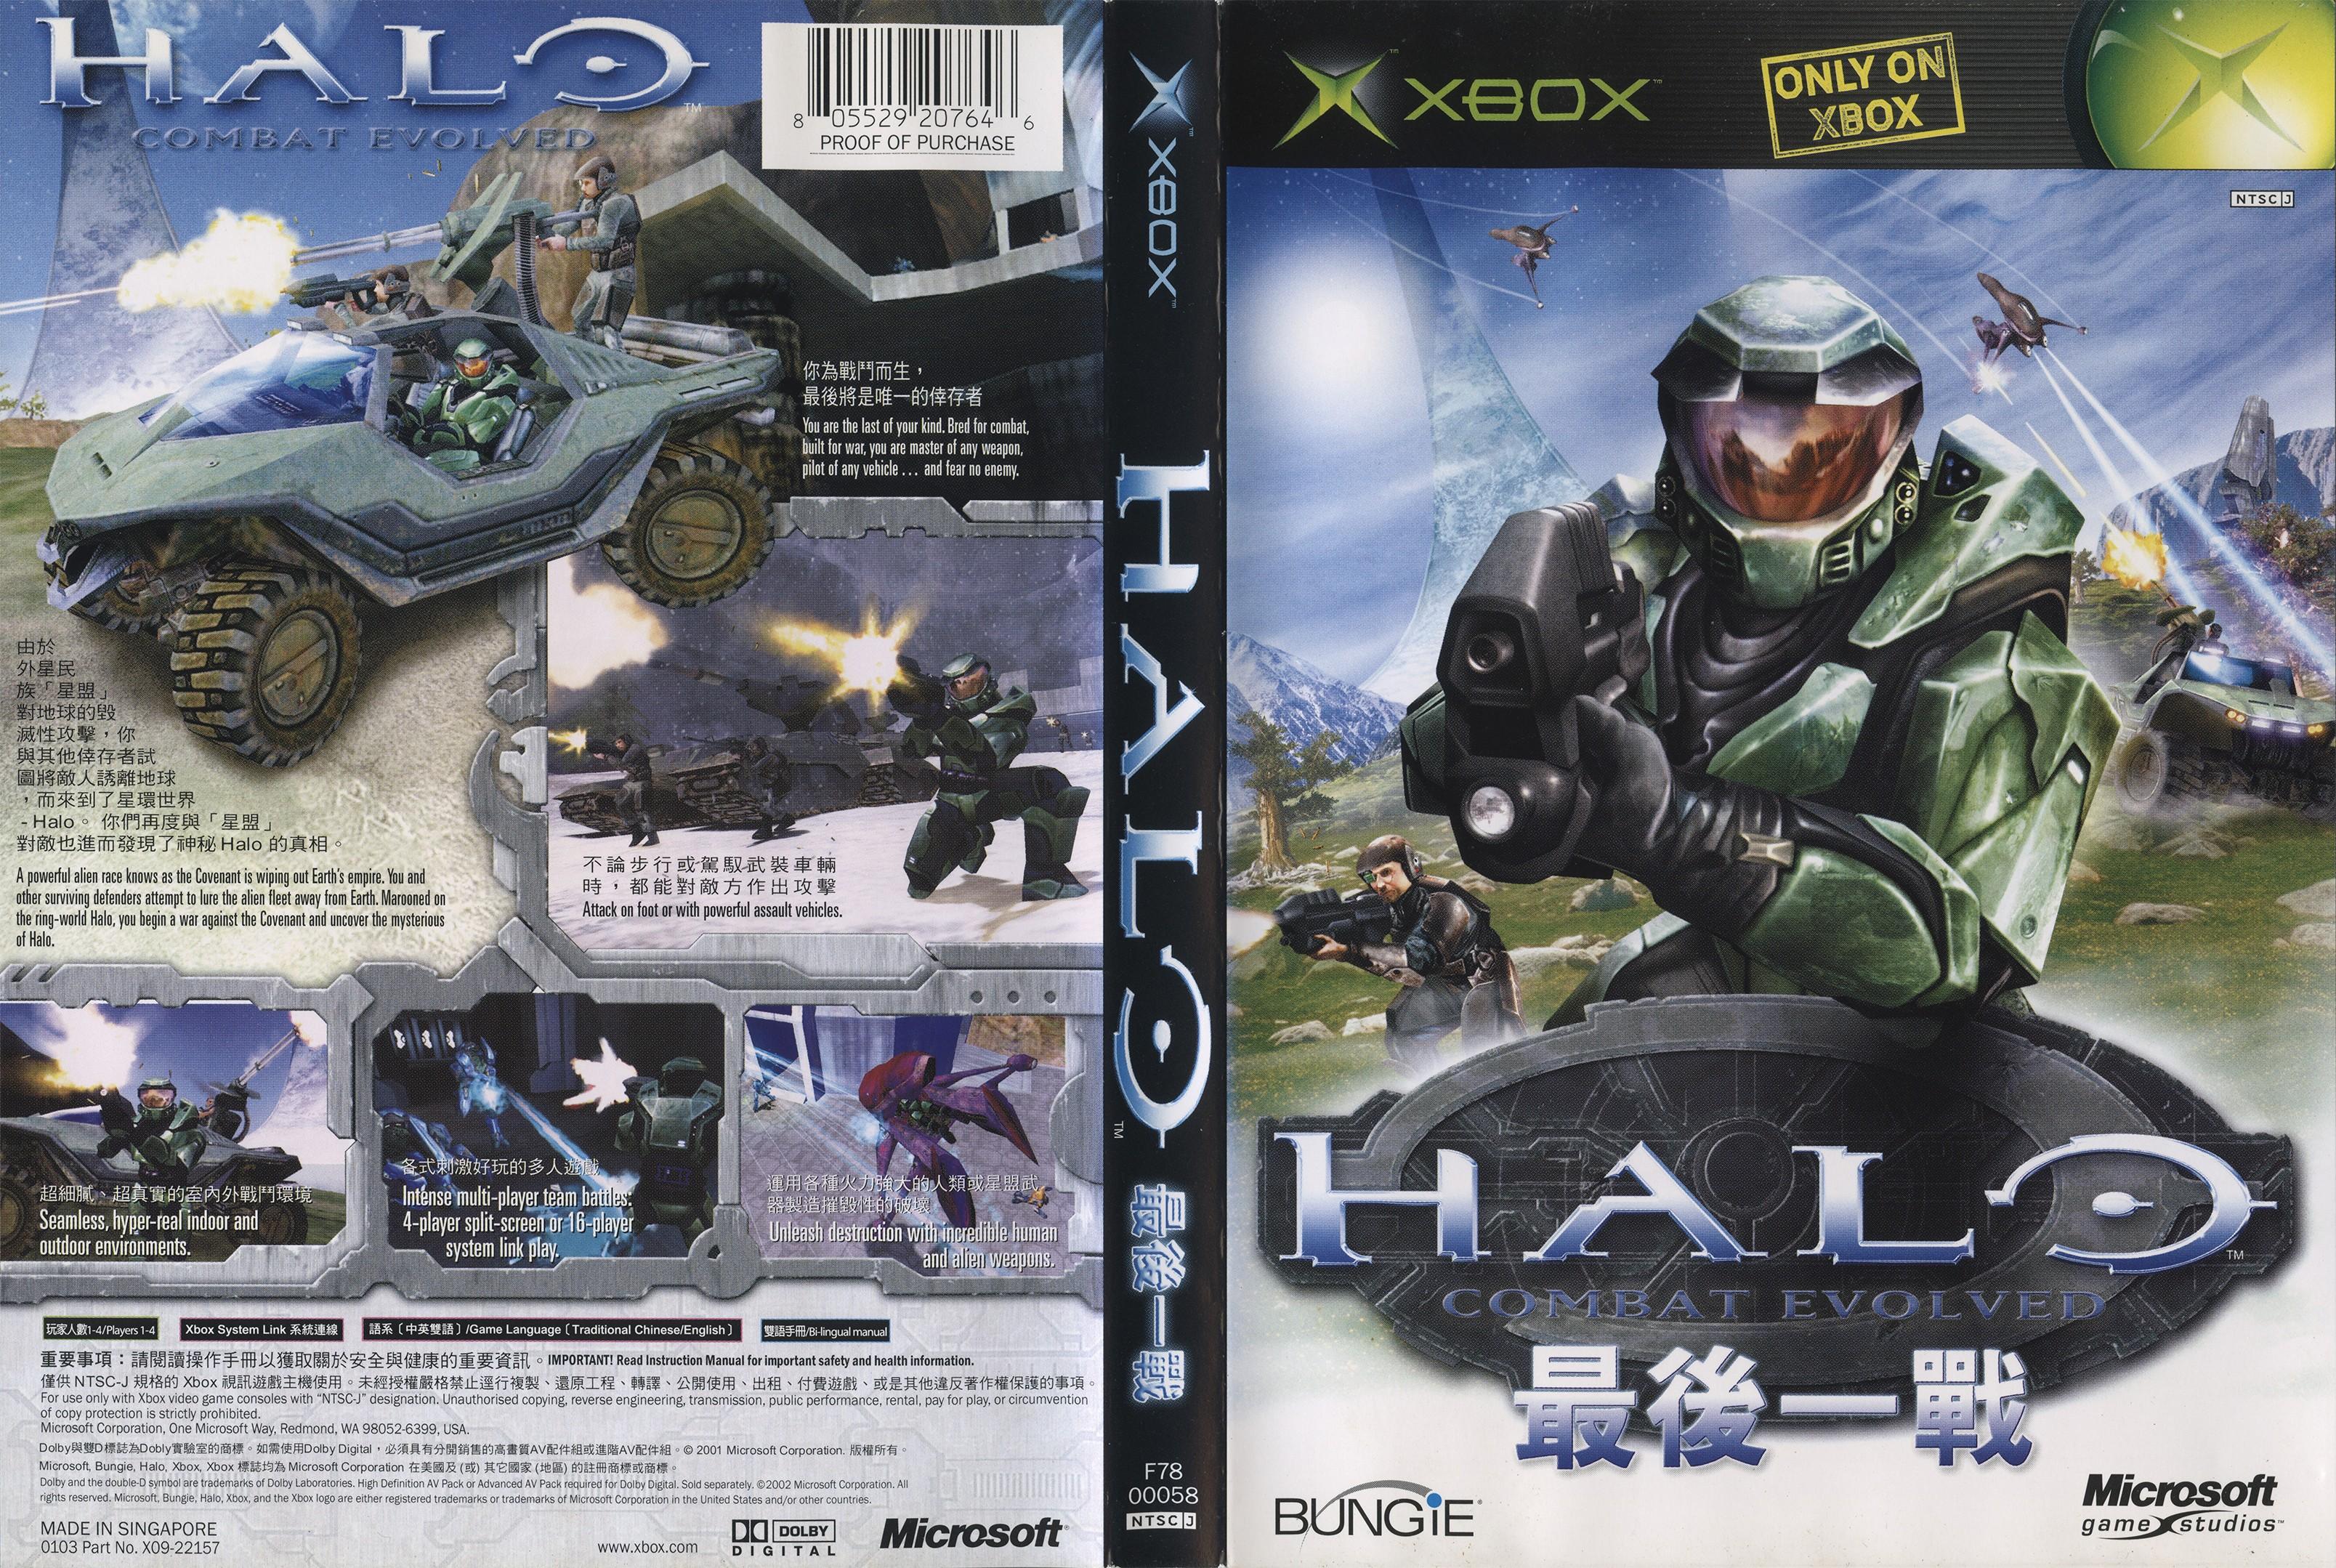 HALO™
COMBAT EVOLVED
8 05529 20764 6
PROOF OF PURCHASE
你為戰鬥而生，
最後將是唯一的倖存者
You are the last of your kind. Bred for combat,
built for war, you are master of any weapon,
pilot of any vehicle . . . and fear no enemy.
由於
外星民
族「星盟」
對地球的毀
滅性攻擊，你
與其他倖存者試
圖將敵人誘離地球
，而來到了星環世界
- Halo。 你們再度與「星盟」
對敵也進而發現了神秘 Halo 的真相。
A powerful alien race knows as the Covenant is wiping out Earth's empire. You and
other surviving defenders attempt to lure the alien fleet away from Earth. Marooned on
the ring-world Halo, you begin a war against the Covenant and uncover the mysterious
of Halo.
不論步行或駕馭武裝車輛
時，都能對敵方作出攻擊
Attack on foot or with powerful assault vehicles.
超細膩、超真實的室內外戰鬥環境
Seamless, hyper-real indoor and
outdoor environments.
各式刺激好玩的多人遊戲
Intense multi-player team battles:
4-player split-screen or 16-player
system link play.
運用各種火力強大的人類或星盟武
器製造摧毀性的破壞
Unleash destruction with incredible human
and alien weapons.
玩家人數1-4/Players 1-4
Xbox System Link 系統連線
語系〔中英雙語〕/Game Language〔Traditional Chinese/English〕
雙語手冊/Bi-lingual manual
重要事項：請閱讀操作手冊以獲取關於安全與健康的重要資訊。IMPORTANT! Read Instruction Manual for important safety and health information.
僅供 NTSC-J 規格的 Xbox 視訊遊戲主機使用。未經授權嚴格禁止逕行複製、還原工程、轉譯、公開使用、出租、付費遊戲、或是其他違反著作權保護的事項。
For use only with Xbox video game consoles with "NTSC-J" designation. Unauthorised copying, reverse engineering, transmission, public performance, rental, pay for play, or circumvention
of copy protection is strictly prohibited.
Microsoft Corporation, One Microsoft Way, Redmond, WA 98052-6399, USA.
Dolby與雙D標誌為Dobly實驗室的商標。如需使用Dolby Digital，必須具有分開銷售的高畫質AV配件組或進階AV配件組。© 2001 Microsoft Corporation. 版權所有。
Microsoft, Bungie, Halo, Xbox, Xbox 標誌均為 Microsoft Corporation 在美國及 (或) 其它國家 (地區) 的註冊商標或商標。
Dolby and the double-D symbol are trademarks of Dolby Laboratories. High Definition AV Pack or Advanced AV Pack required for Dolby Digital. Sold separately. ©2002 Microsoft Corporation. All
rights reserved. Microsoft, Bungie, Halo, Xbox, and the Xbox logo are either registered trademarks or trademarks of Microsoft Corporation in the United States and/or other countries.
MADE IN SINGAPORE
0103 Part No. X09-22157
www.xbox.com
DOLBY
DIGITAL
Microsoft®
XBOX™
HALO™
最後一戰
F78
00058
NTSC J
XBOX™
ONLY ON
XBOX
NTSC J
HALO™
COMBAT EVOLVED
最後一戰
BUNGiE®
Microsoft
game studios™